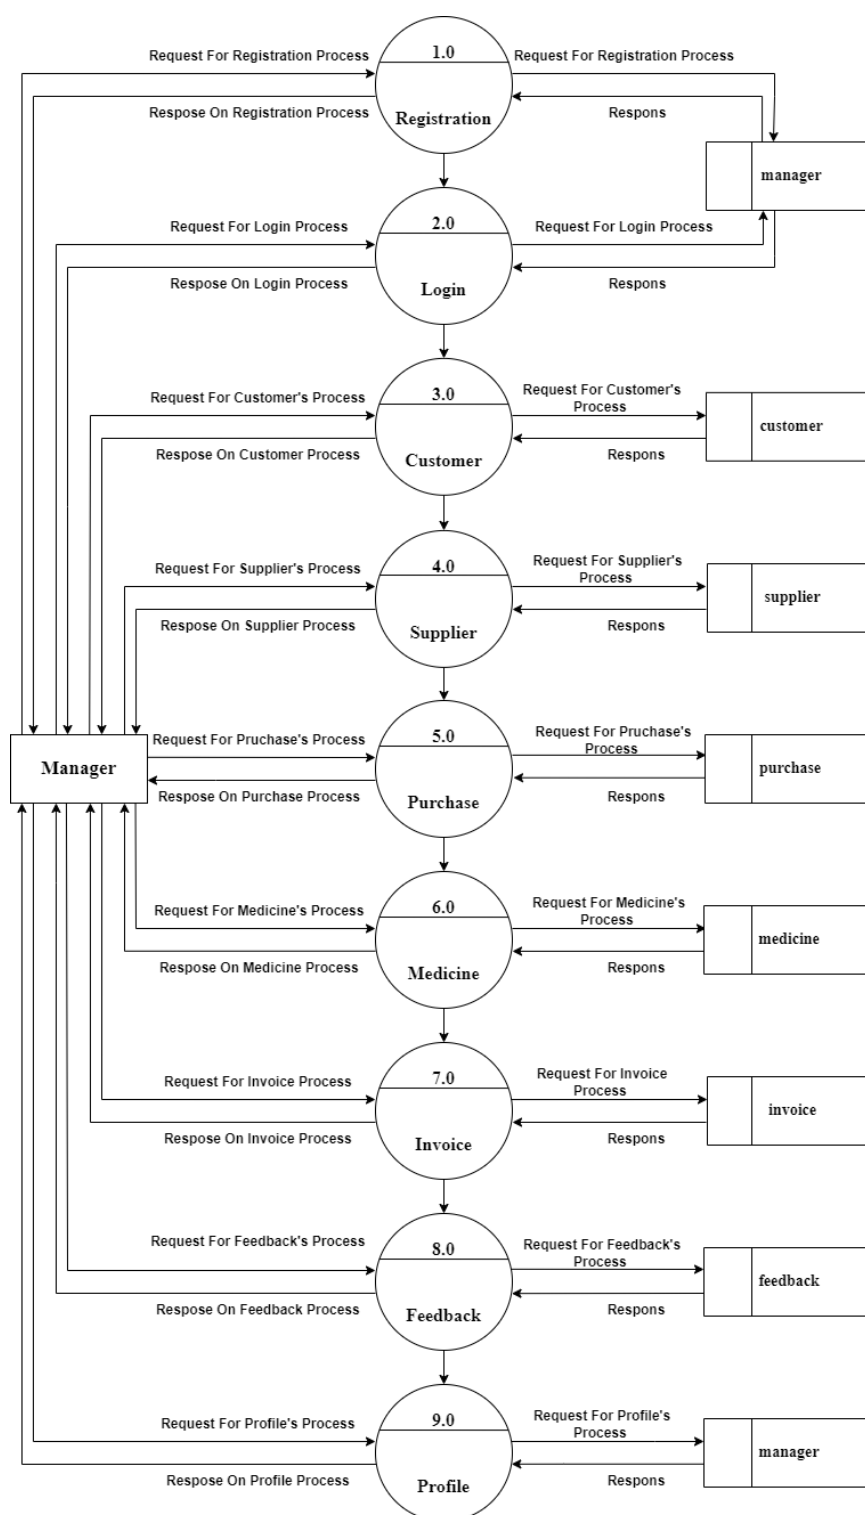 1.0
Request For Registration Process
Request For Registration Process
Respose On Registration Process
Registration
Respons
manager
2.0
Request For Login Process
Request For Login Process
Respose On Login Process
Login
Respons
3.0
Request For Customer's Process
Request For Customer's
Process
Respose On Customer Process
Customer
Respons
customer
4.0
Request For Supplier's Process
Request For Supplier's
Process
Respose On Supplier Process
Supplier
Respons
supplier
Manager
5.0
Request For Pruchase's Process
Request For Pruchase's
Process
Respose On Purchase Process
Purchase
Respons
purchase
6.0
Request For Medicine's Process
Request For Medicine's
Process
Respose On Medicine Process
Medicine
Respons
medicine
7.0
Request For Invoice Process
Request For Invoice
Process
Respose On Invoice Process
Invoice
Respons
invoice
8.0
Request For Feedback's Process
Request For Feedback's
Process
Respose On Feedback Process
Feedback
Respons
feedback
9.0
Request For Profile's Process
Request For Profile's
Process
Respose On Profile Process
Profile
Respons
manager